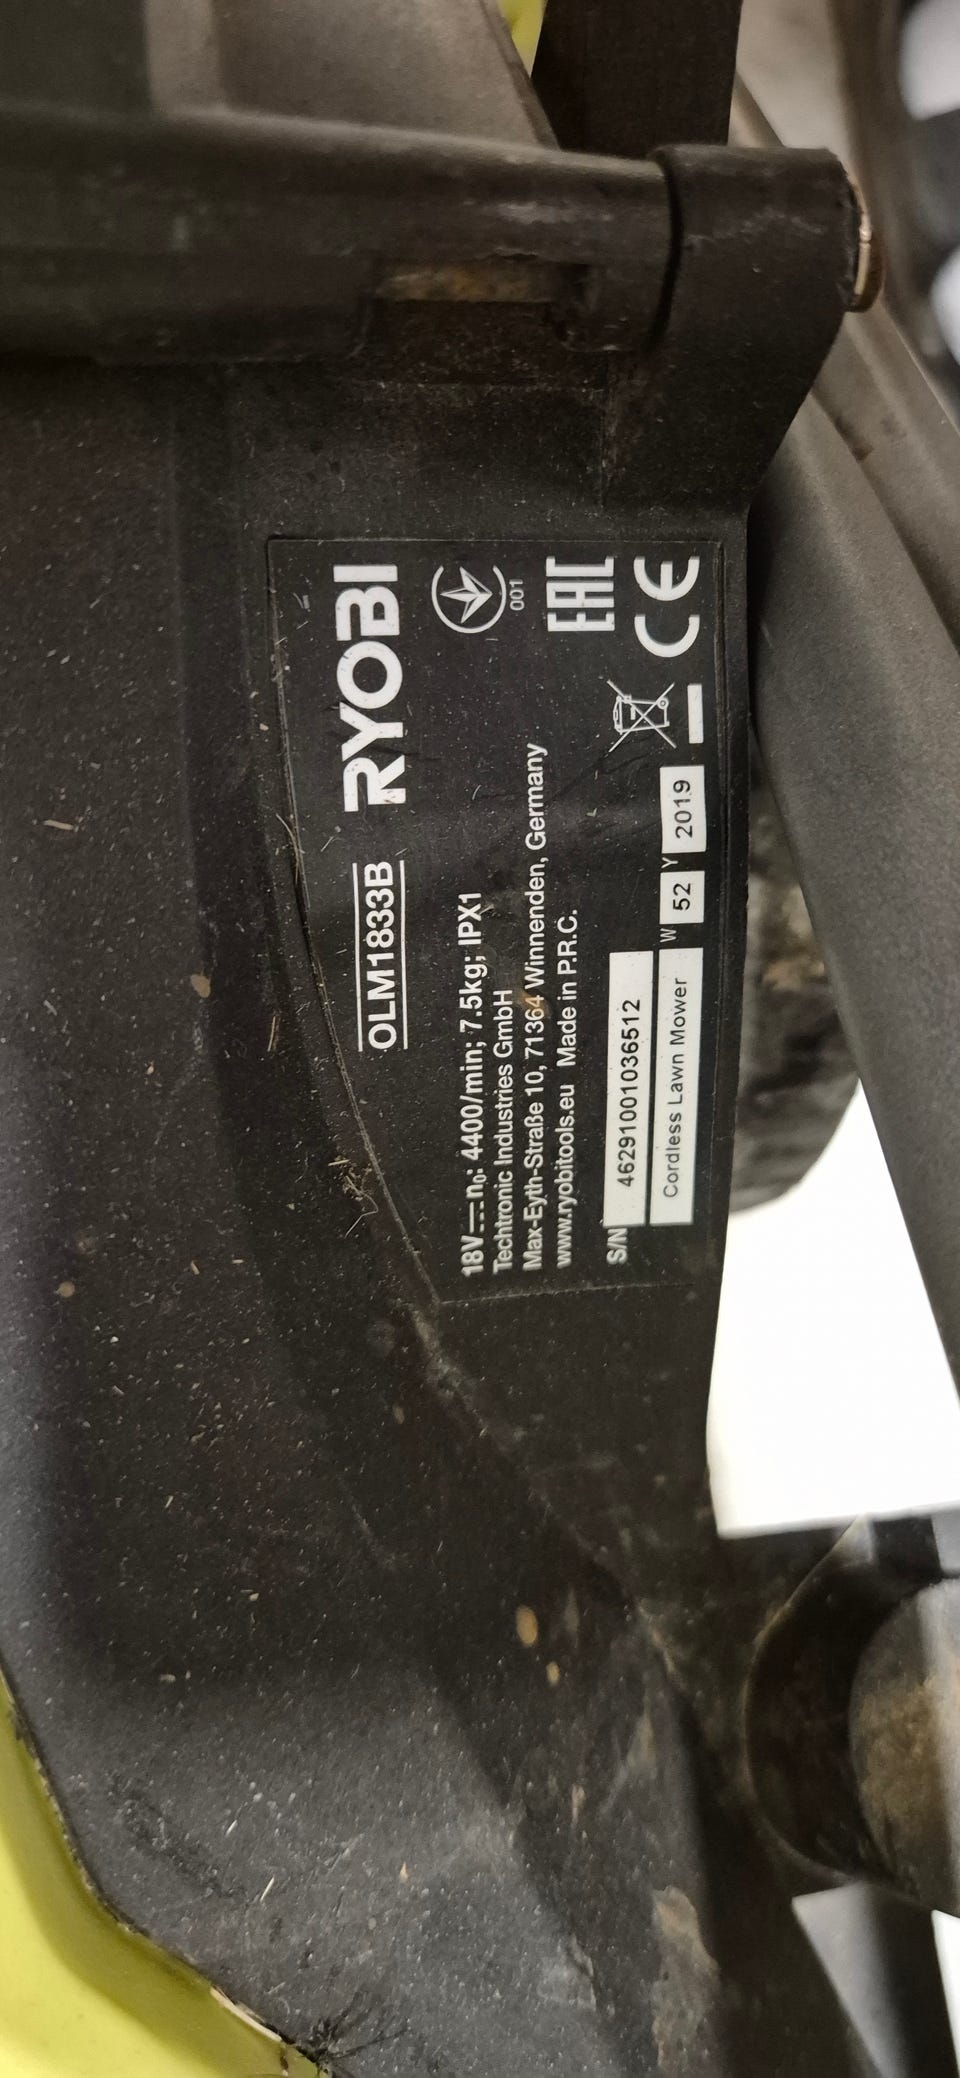 OLM1833B RYOBI
18V n₀: 4400/min; 7.5kg; IPX1
Techtronic Industries GmbH
Max-Eyth-Straße 10, 71364 Winnenden, Germany
www.ryobitools.eu Made in P.R.C.
001
EAC
S/N 46291001036512
Cordless Lawn Mower W 52 Y 2019
CE